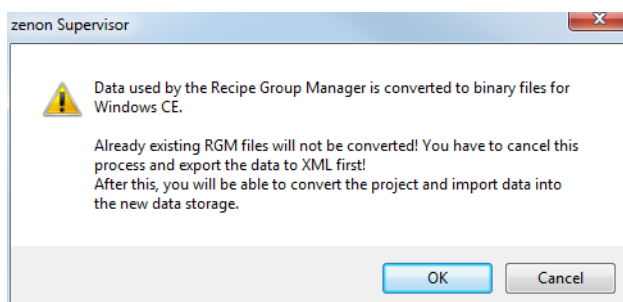 zenon Supervisor
Data used by the Recipe Group Manager is converted to binary files for
Windows CE.
Already existing RGM files will not be converted! You have to cancel this
process and export the data to XML first!
After this, you will be able to convert the project and import data into
the new data storage.
OK
Cancel